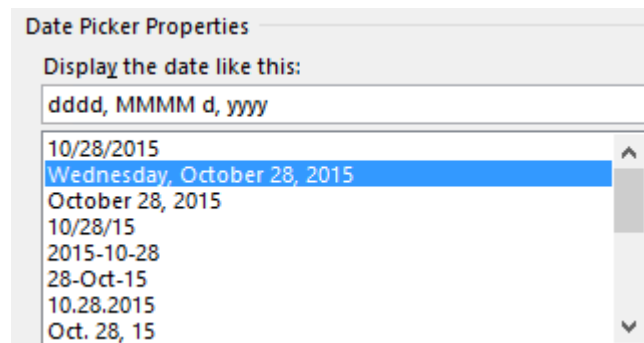 Date Picker Properties
Display the date like this:
dddd, MMMM d, yyyy
10/28/2015
Wednesday, October 28, 2015
October 28, 2015
10/28/15
2015-10-28
28-Oct-15
10.28.2015
Oct. 28, 15